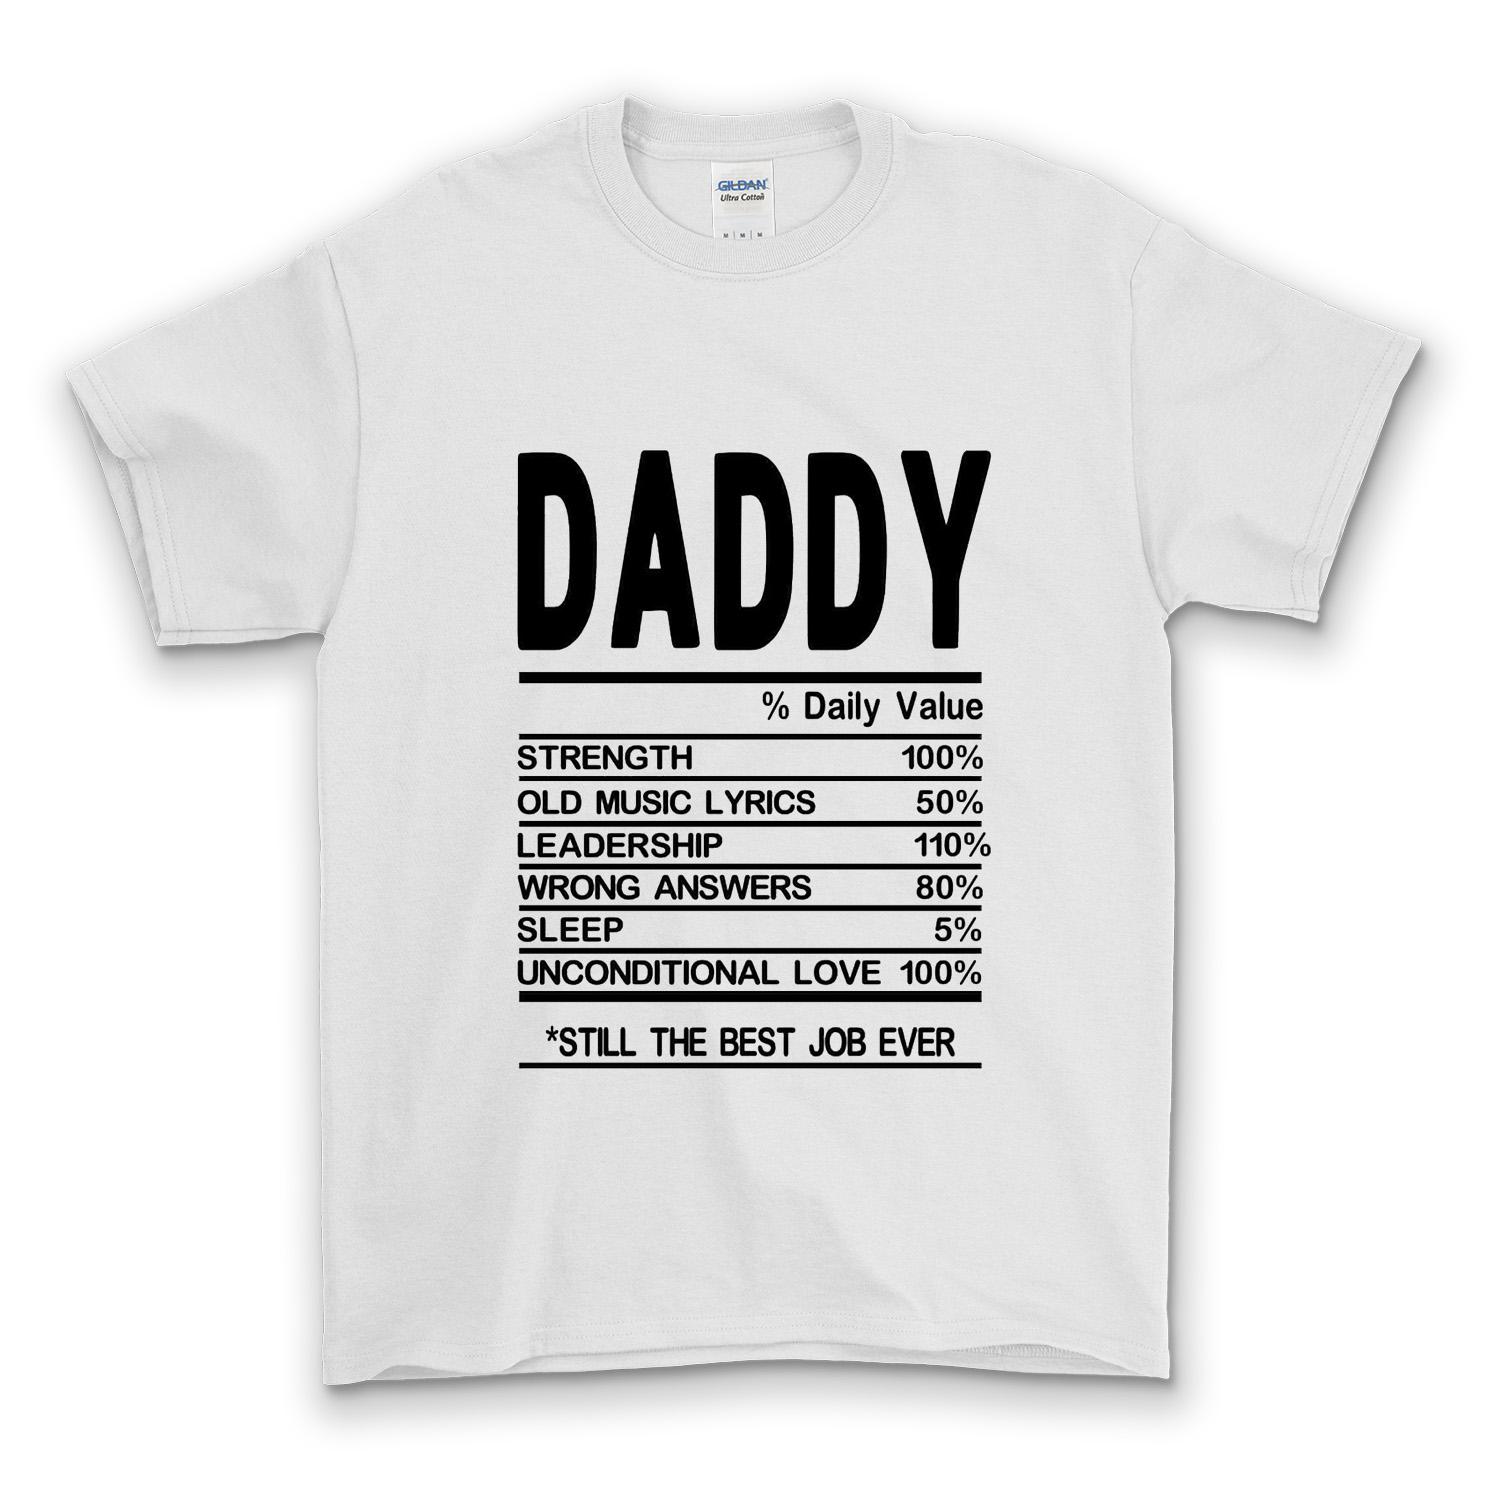 GILDAN®
Ultra Cotton®
M | M | M
DADDY
% Daily Value
STRENGTH 100%
OLD MUSIC LYRICS 50%
LEADERSHIP 110%
WRONG ANSWERS 80%
SLEEP 5%
UNCONDITIONAL LOVE 100%
*STILL THE BEST JOB EVER